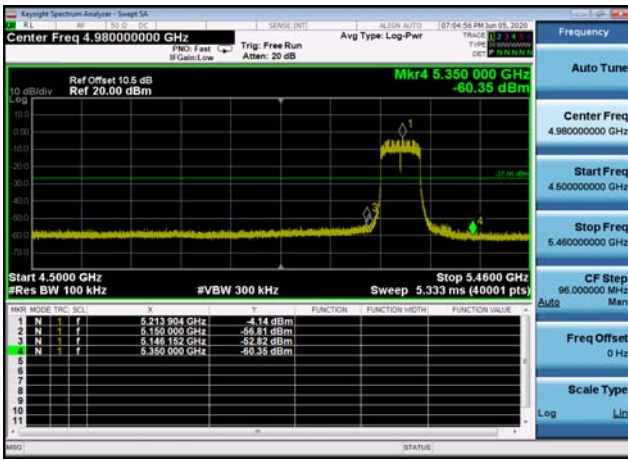 Keysight Spectrum Analyzer - Swept SA
RL RF 50 Ω DC SENSE:INT ALIGN AUTO 07:04:56 PM Jun 05, 2020
Center Freq 4.980000000 GHz
PNO: Fast
IFGain:Low
Trig: Free Run
Atten: 20 dB
Avg Type: Log-Pwr
TRACE 1 2 3 4 5 6
TYPE
DET P N N N N N
Ref Offset 10.5 dB
Ref 20.00 dBm
10 dB/div
Log
Mkr4 5.350 000 GHz
-60.35 dBm
10.0
0.00
-10.0
-20.0
-30.0
-40.0
-50.0
-60.0
-70.0
-27.00 dBm
1
3
4
Start 4.5000 GHz
Stop 5.4600 GHz
#Res BW 100 kHz
#VBW 300 kHz
Sweep 5.333 ms (40001 pts)
MKR MODE TRC SCL X Y FUNCTION FUNCTION WIDTH FUNCTION VALUE
1 N 1 f 5.213 904 GHz -4.14 dBm
2 N 1 f 5.150 000 GHz -56.81 dBm
3 N 1 f 5.146 152 GHz -52.82 dBm
4 N 1 f 5.350 000 GHz -60.35 dBm
5
6
7
8
9
10
11
MSG
STATUS
Frequency
Auto Tune
Center Freq
4.980000000 GHz
Start Freq
4.500000000 GHz
Stop Freq
5.460000000 GHz
CF Step
96.000000 MHz
Auto Man
Freq Offset
0 Hz
Scale Type
Log Lin